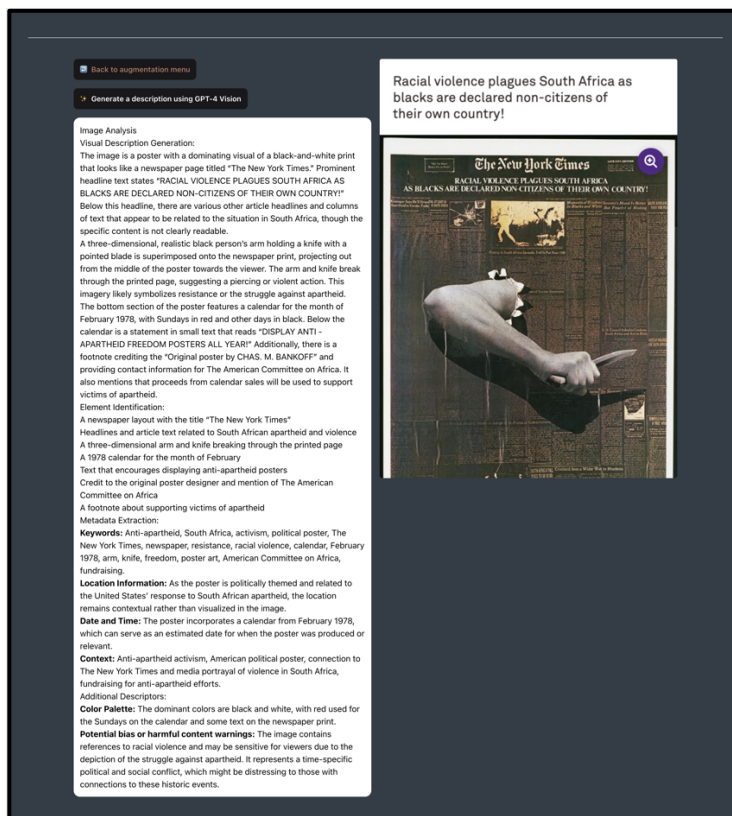 Back to augmentation menu
Generate a description using GPT-4 Vision
Image Analysis
Visual Description Generation:
The image is a poster with a dominating visual of a black-and-white print
that looks like a newspaper page titled “The New York Times.” Prominent
headline text states “RACIAL VIOLENCE PLAGUES SOUTH AFRICA AS
BLACKS ARE DECLARED NON-CITIZENS OF THEIR OWN COUNTRY!”
Below this headline, there are various other article headlines and columns
of text that appear to be related to the situation in South Africa, though the
specific content is not clearly readable.
A three-dimensional, realistic black person’s arm holding a knife with a
pointed blade is superimposed onto the newspaper print, projecting out
from the middle of the poster towards the viewer. The arm and knife break
through the printed page, suggesting a piercing or violent action. This
imagery likely symbolizes resistance or the struggle against apartheid.
The bottom section of the poster features a calendar for the month of
February 1978, with Sundays in red and other days in black. Below the
calendar is a statement in small text that reads “DISPLAY ANTI -
APARTHEID FREEDOM POSTERS ALL YEAR!” Additionally, there is a
footnote crediting the “Original poster by CHAS. M. BANKOFF” and
providing contact information for The American Committee on Africa. It
also mentions that proceeds from calendar sales will be used to support
victims of apartheid.
Element Identification:
A newspaper layout with the title “The New York Times”
Headlines and article text related to South African apartheid and violence
A three-dimensional arm and knife breaking through the printed page
A 1978 calendar for the month of February
Text that encourages displaying anti-apartheid posters
Credit to the original poster designer and mention of The American
Committee on Africa
A footnote about supporting victims of apartheid
Metadata Extraction:
Keywords: Anti-apartheid, South Africa, activism, political poster, The
New York Times, newspaper, resistance, racial violence, calendar, February
1978, arm, knife, freedom, poster art, American Committee on Africa,
fundraising.
Location Information: As the poster is politically themed and related to
the United States’ response to South African apartheid, the location
remains contextual rather than visualized in the image.
Date and Time: The poster incorporates a calendar from February 1978,
which can serve as an estimated date for when the poster was produced or
relevant.
Context: Anti-apartheid activism, American political poster, connection to
The New York Times and media portrayal of violence in South Africa,
fundraising for anti-apartheid efforts.
Additional Descriptors:
Color Palette: The dominant colors are black and white, with red used for
the Sundays on the calendar and some text on the newspaper print.
Potential bias or harmful content warnings: The image contains
references to racial violence and may be sensitive for viewers due to the
depiction of the struggle against apartheid. It represents a time-specific
political and social conflict, which might be distressing to those with
connections to these historic events.
Racial violence plagues South Africa as
blacks are declared non-citizens of
their own country!
The New York Times
RACIAL VIOLENCE PLAGUES SOUTH AFRICA
AS BLACKS ARE DECLARED NON-CITIZENS OF THEIR OWN COUNTRY!